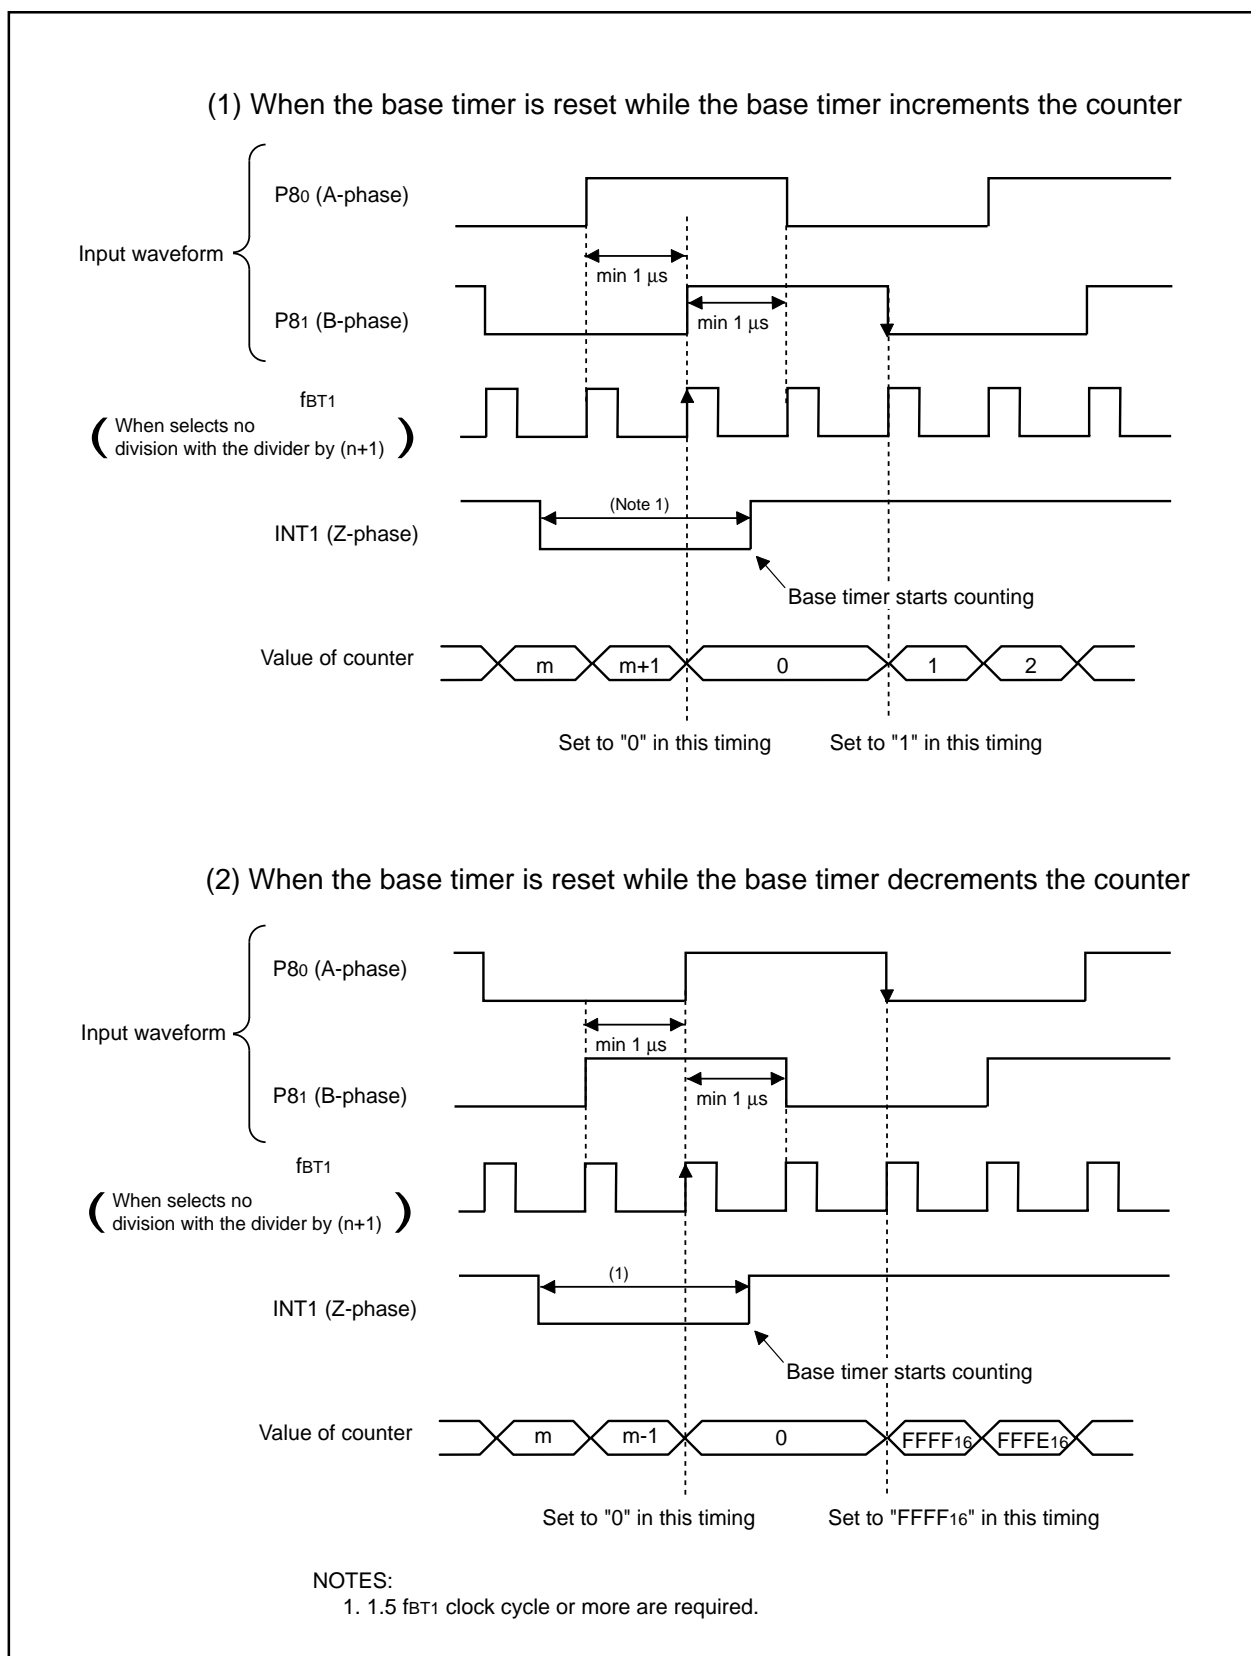 (1) When the base timer is reset while the base timer increments the counter
P80 (A-phase)
Input waveform
min 1 µs
P81 (B-phase)
min 1 µs
fBT1
( When selects no
division with the divider by (n+1) )
(Note 1)
INT1 (Z-phase)
Base timer starts counting
Value of counter
m
m+1
0
1
2
Set to "0" in this timing
Set to "1" in this timing
(2) When the base timer is reset while the base timer decrements the counter
P80 (A-phase)
Input waveform
min 1 µs
P81 (B-phase)
min 1 µs
fBT1
( When selects no
division with the divider by (n+1) )
(1)
INT1 (Z-phase)
Base timer starts counting
Value of counter
m
m-1
0
FFFF16
FFFE16
Set to "0" in this timing
Set to "FFFF16" in this timing
NOTES:
1. 1.5 fBT1 clock cycle or more are required.